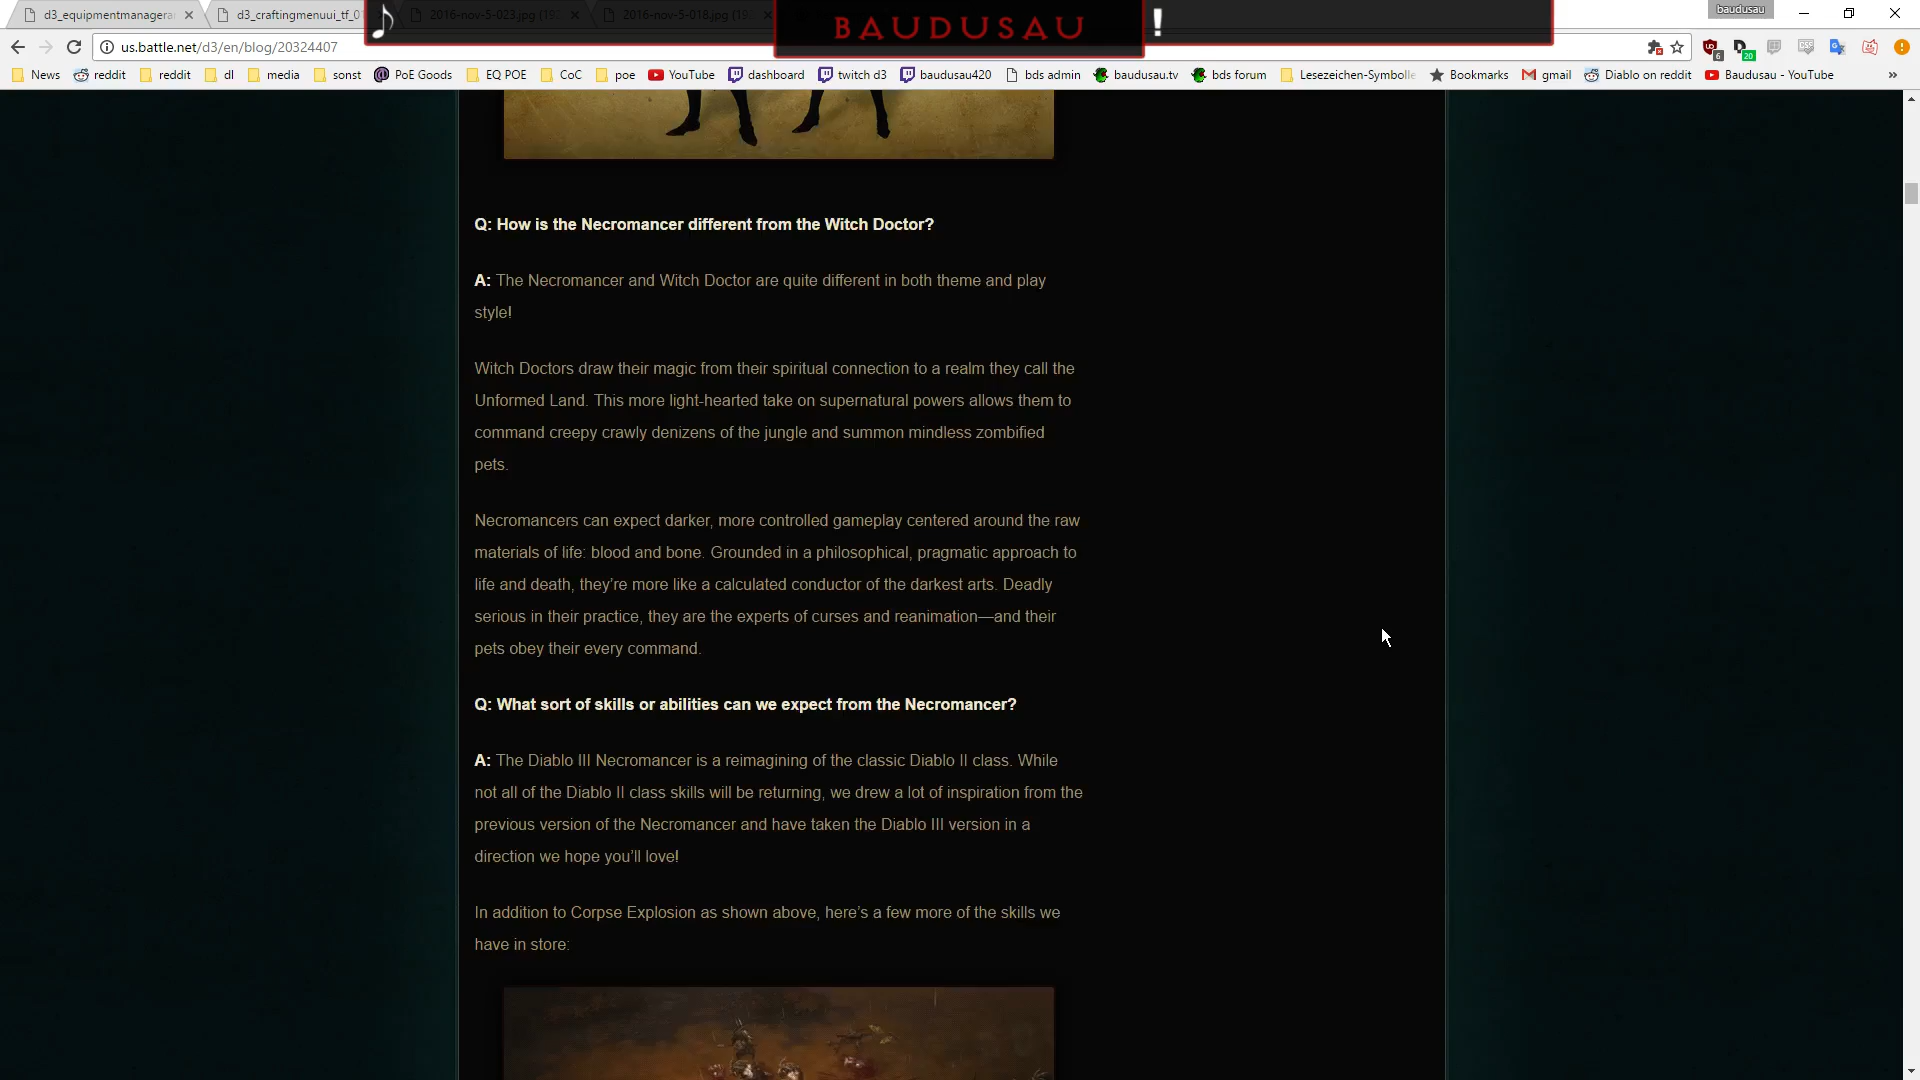 d3_equipmentmanagerar
d3_craftingmenuui_tf_01
2016-nov-5-023.jpg (192
2016-nov-5-018.jpg (19
BAUDUSAU
!
baudusau
us.battle.net/d3/en/blog/20324407
6
20
News
reddit
reddit
dl
media
sonst
PoE Goods
EQ POE
CoC
poe
YouTube
dashboard
twitch d3
baudusau420
bds admin
baudusau.tv
bds forum
Lesezeichen-Symbolle
Bookmarks
gmail
Diablo on reddit
Baudusau - YouTube
»
Q: How is the Necromancer different from the Witch Doctor?
A: The Necromancer and Witch Doctor are quite different in both theme and play
style!
Witch Doctors draw their magic from their spiritual connection to a realm they call the
Unformed Land. This more light-hearted take on supernatural powers allows them to
command creepy crawly denizens of the jungle and summon mindless zombified
pets.
Necromancers can expect darker, more controlled gameplay centered around the raw
materials of life: blood and bone. Grounded in a philosophical, pragmatic approach to
life and death, they’re more like a calculated conductor of the darkest arts. Deadly
serious in their practice, they are the experts of curses and reanimation—and their
pets obey their every command.
Q: What sort of skills or abilities can we expect from the Necromancer?
A: The Diablo III Necromancer is a reimagining of the classic Diablo II class. While
not all of the Diablo II class skills will be returning, we drew a lot of inspiration from the
previous version of the Necromancer and have taken the Diablo III version in a
direction we hope you’ll love!
In addition to Corpse Explosion as shown above, here’s a few more of the skills we
have in store: